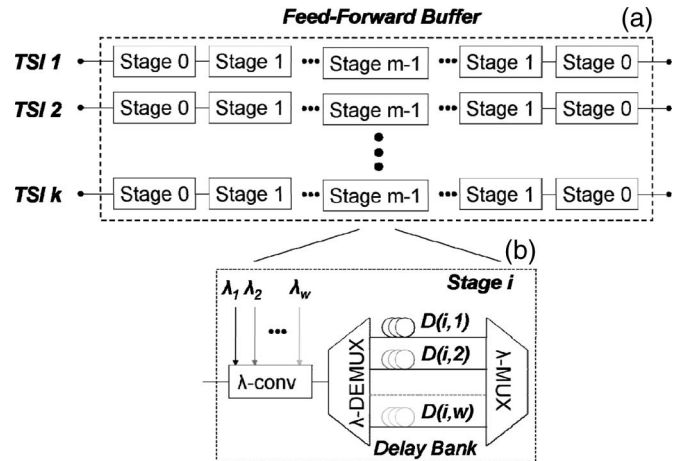 Feed-Forward Buffer (a)
TSI 1 Stage 0 Stage 1 ••• Stage m-1 ••• Stage 1 Stage 0
TSI 2 Stage 0 Stage 1 ••• Stage m-1 ••• Stage 1 Stage 0
TSI k Stage 0 Stage 1 ••• Stage m-1 ••• Stage 1 Stage 0
(b)
Stage i
λ1 λ2 ••• λw
λ-conv
λ-DEMUX
D(i,1)
D(i,2)
D(i,w)
λ-MUX
Delay Bank